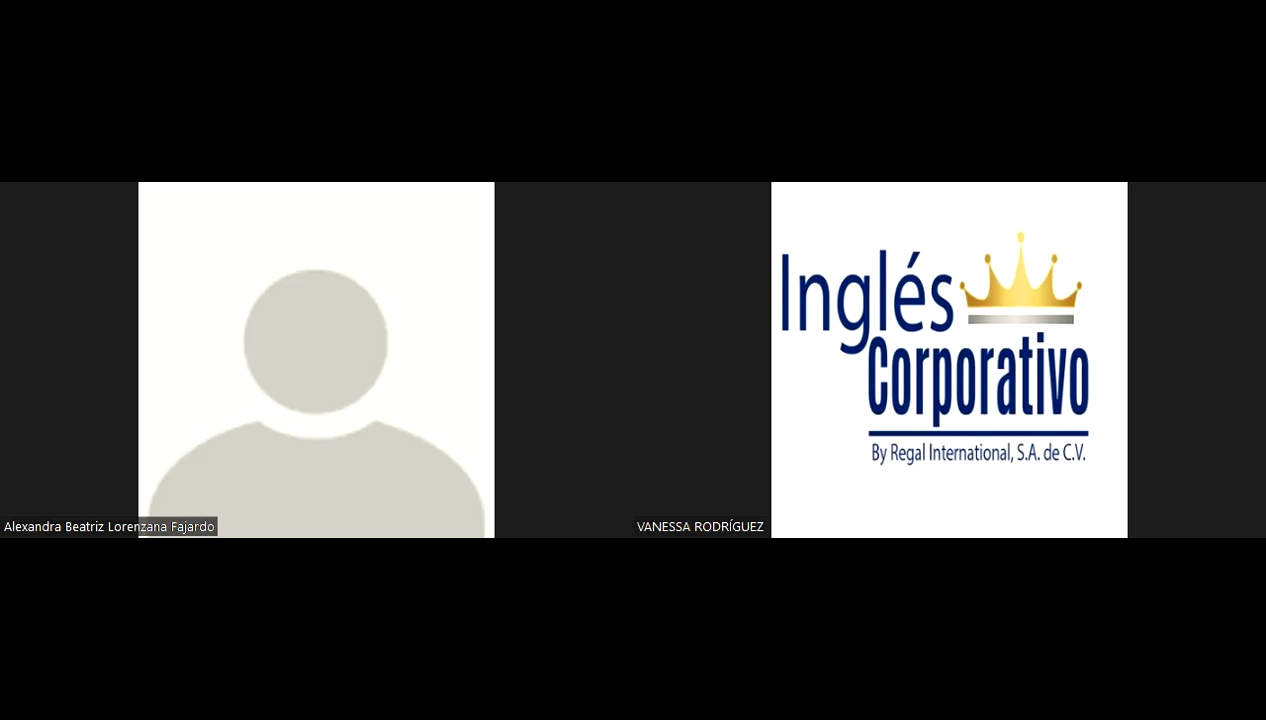 Inglés
Corporativo
By Regal International, S.A. de C.V.
Alexandra Beatriz Lorenzana Fajardo
VANESSA RODRÍGUEZ